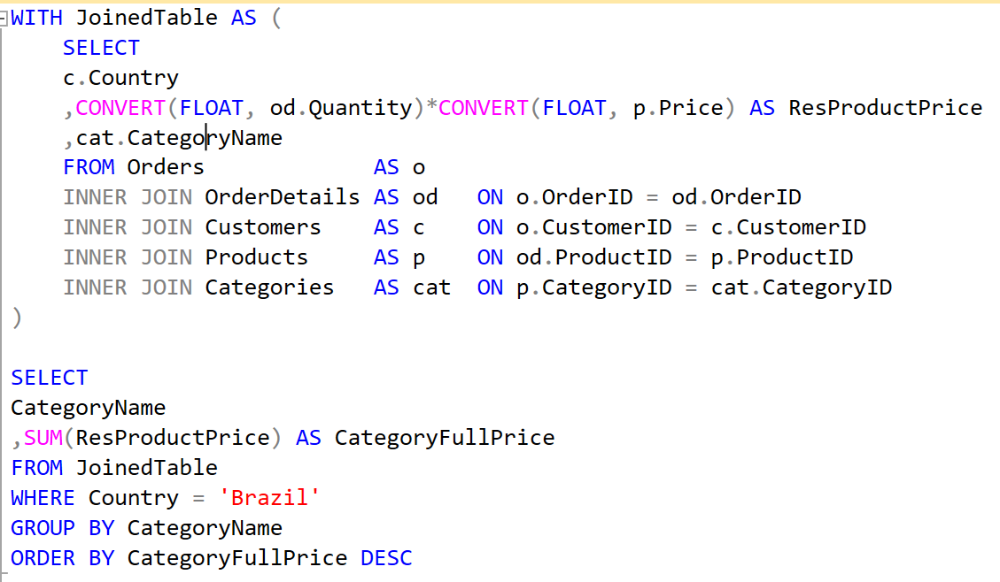 WITH JoinedTable AS (
SELECT
c.Country
,CONVERT(FLOAT, od.Quantity)*CONVERT(FLOAT, p.Price) AS ResProductPrice
,cat.CategoryName
FROM Orders AS o
INNER JOIN OrderDetails AS od ON o.OrderID = od.OrderID
INNER JOIN Customers AS c ON o.CustomerID = c.CustomerID
INNER JOIN Products AS p ON od.ProductID = p.ProductID
INNER JOIN Categories AS cat ON p.CategoryID = cat.CategoryID
)
SELECT
CategoryName
,SUM(ResProductPrice) AS CategoryFullPrice
FROM JoinedTable
WHERE Country = 'Brazil'
GROUP BY CategoryName
ORDER BY CategoryFullPrice DESC